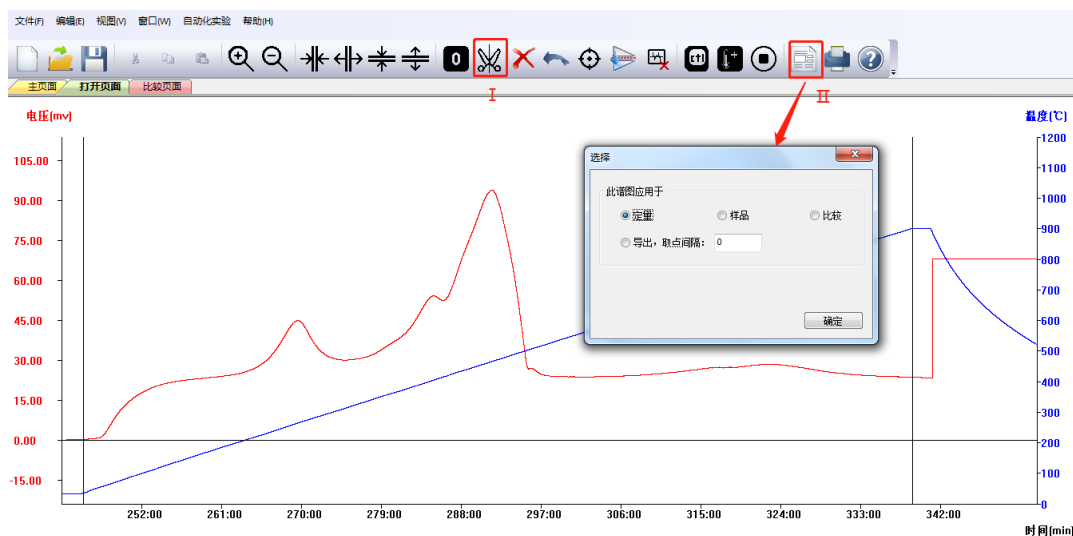 文件(F) 编辑(E) 视图(V) 窗口(W) 自动化实验 帮助(H)
0 ctl t+ ?
主页面 打开页面 比较页面
I II
电压[mv] 温度(℃)
选择
此谱图应用于
定量 样品 比较
导出，取点间隔： 0
确定
105.00
90.00
75.00
60.00
45.00
30.00
15.00
0.00
-15.00
1200
1100
1000
900
800
700
600
500
400
300
200
100
0
252:00 261:00 270:00 279:00 288:00 297:00 306:00 315:00 324:00 333:00 342:00
时间[min]